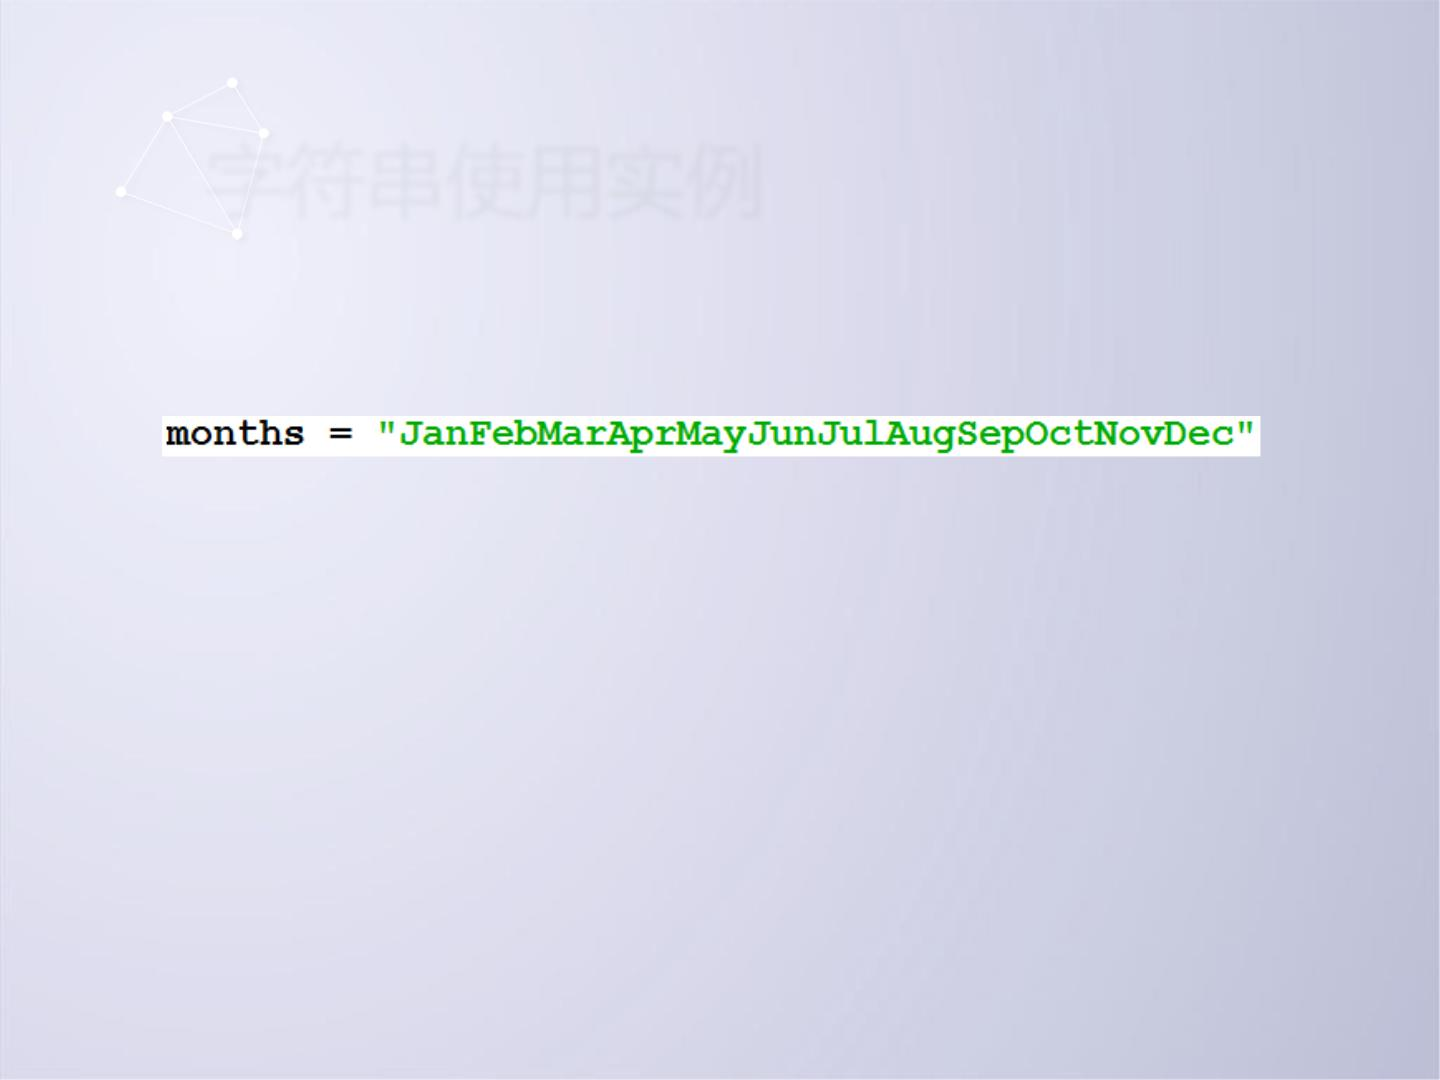 字符串使用实例
months = "JanFebMarAprMayJunJulAugSepOctNovDec"